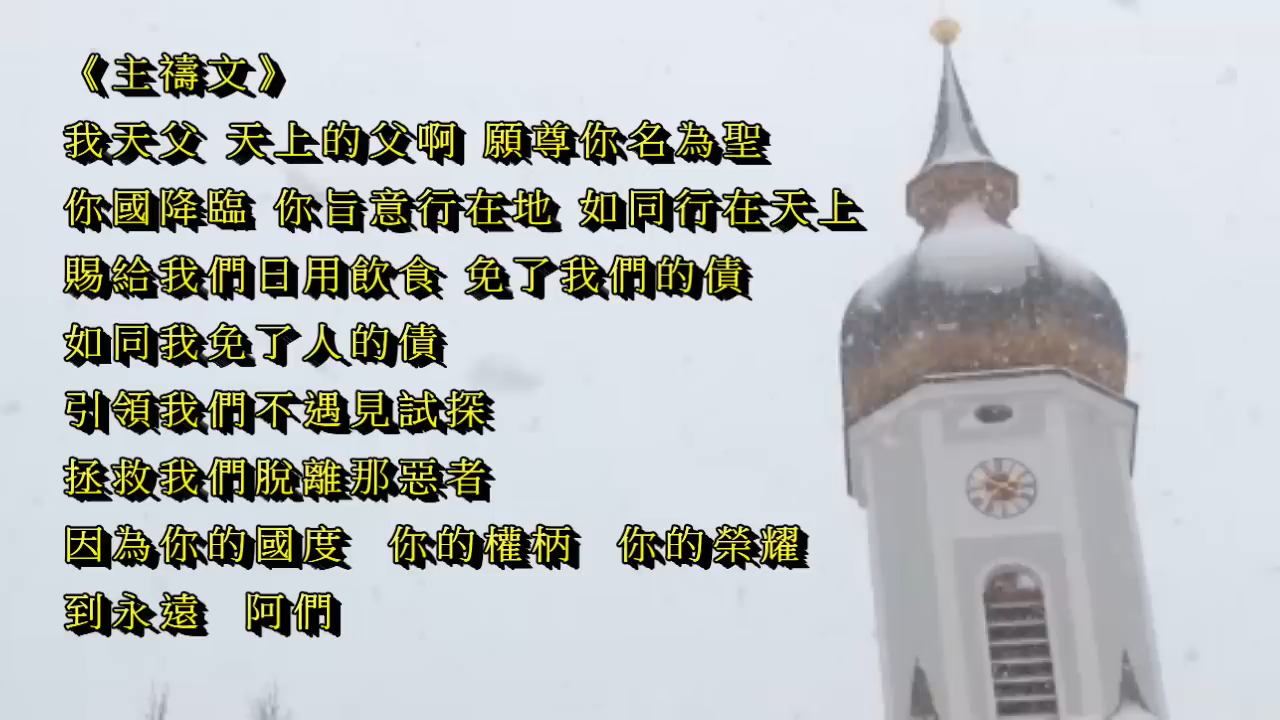 《主禱文》
我天父 天上的父啊 願尊你名為聖
你國降臨 你旨意行在地 如同行在天上
賜給我們日用飲食 免了我們的債
如同我免了人的債
引領我們不遇見試探
拯救我們脫離那惡者
因為你的國度 你的權柄 你的榮耀
到永遠 阿們